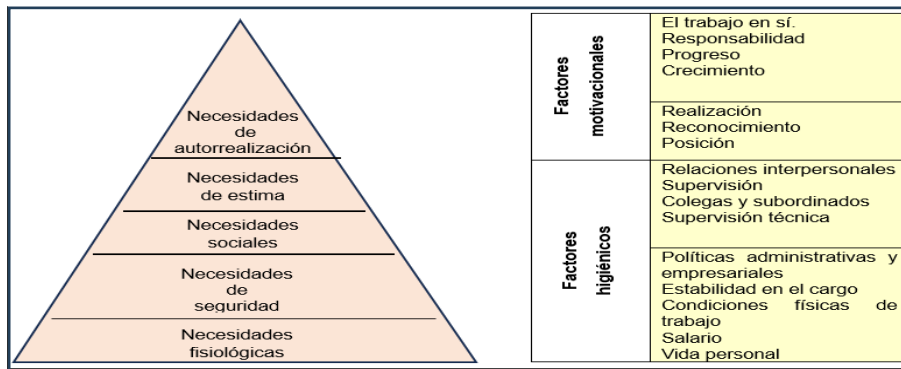 Necesidades
de
autorrealización
Necesidades
de estima
Necesidades
sociales
Necesidades
de
seguridad
Necesidades
fisiológicas
Factores
motivacionales
El trabajo en sí.
Responsabilidad
Progreso
Crecimiento
Realización
Reconocimiento
Posición
Factores
higiénicos
Relaciones interpersonales
Supervisión
Colegas y subordinados
Supervisión técnica
Políticas administrativas y
empresariales
Estabilidad en el cargo
Condiciones físicas de
trabajo
Salario
Vida personal